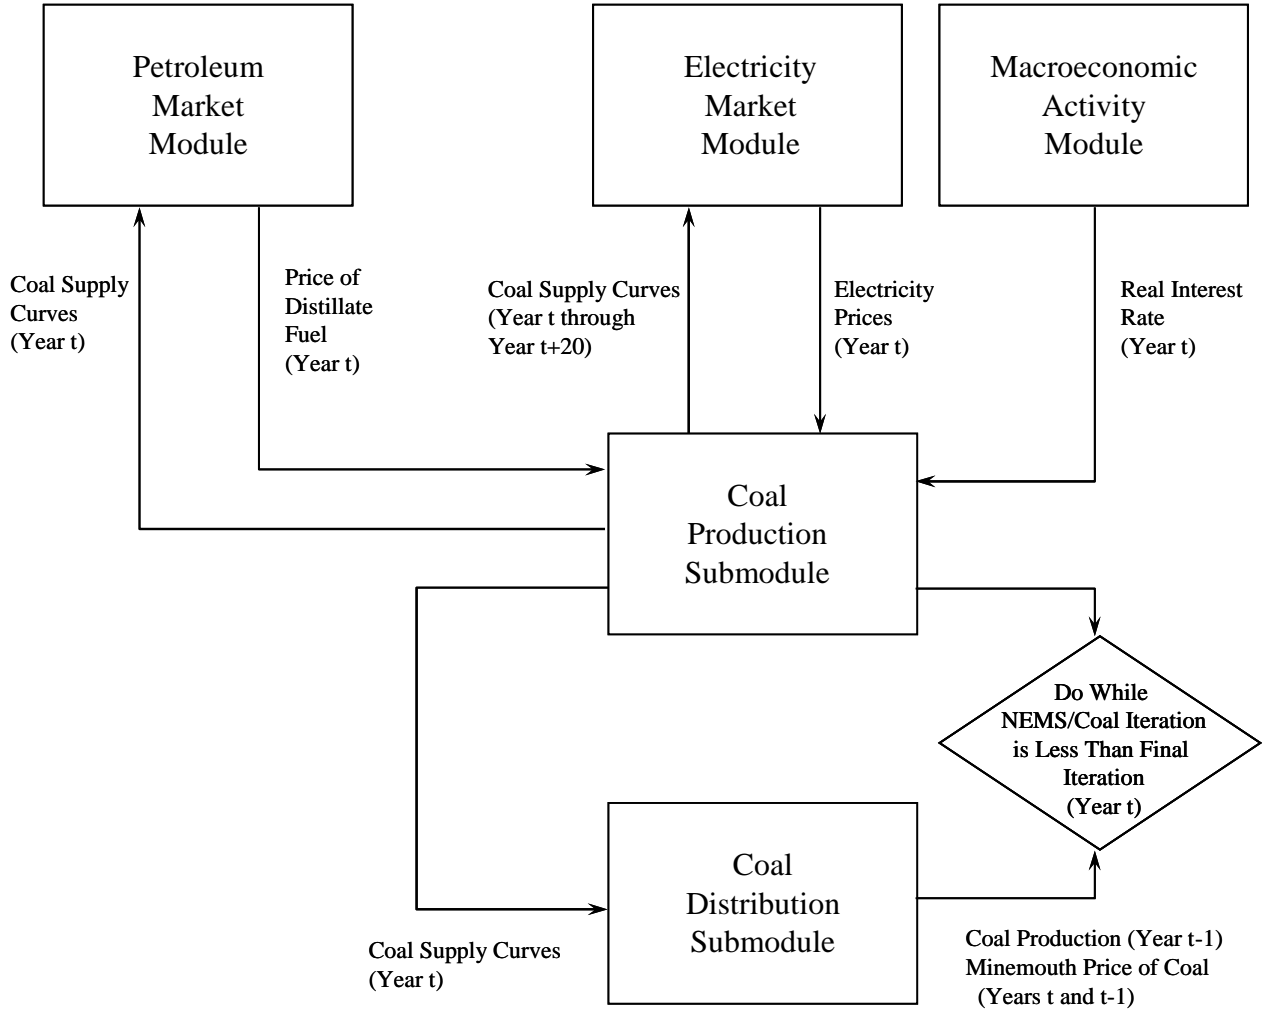 Petroleum
Market
Module
Electricity
Market
Module
Macroeconomic
Activity
Module
Coal Supply
Curves
(Year t)
Price of
Distillate
Fuel
(Year t)
Coal Supply Curves
(Year t through
Year t+20)
Electricity
Prices
(Year t)
Real Interest
Rate
(Year t)
Coal
Production
Submodule
Do While
NEMS/Coal Iteration
is Less Than Final
Iteration
(Year t)
Coal
Distribution
Submodule
Coal Supply Curves
(Year t)
Coal Production (Year t-1)
Minemouth Price of Coal
(Years t and t-1)